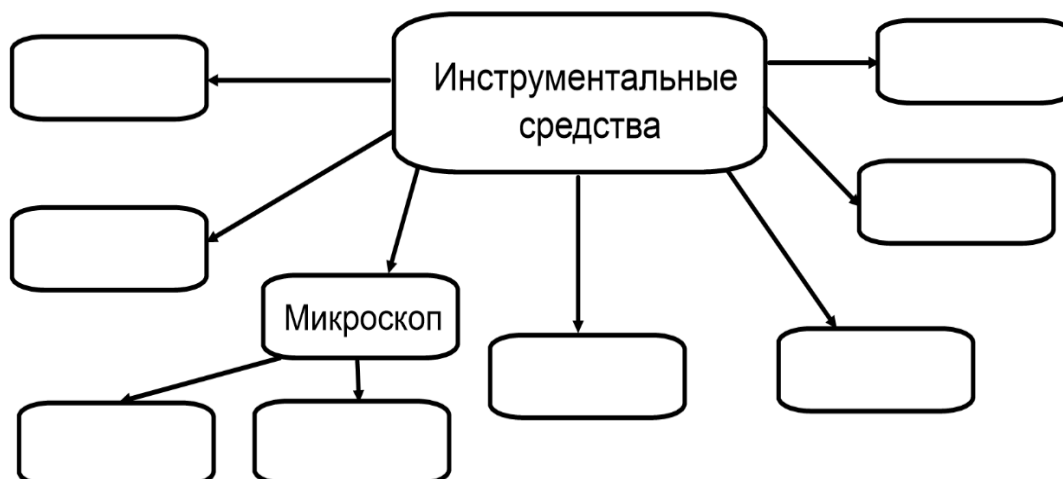 Инструментальные
средства
Микроскоп